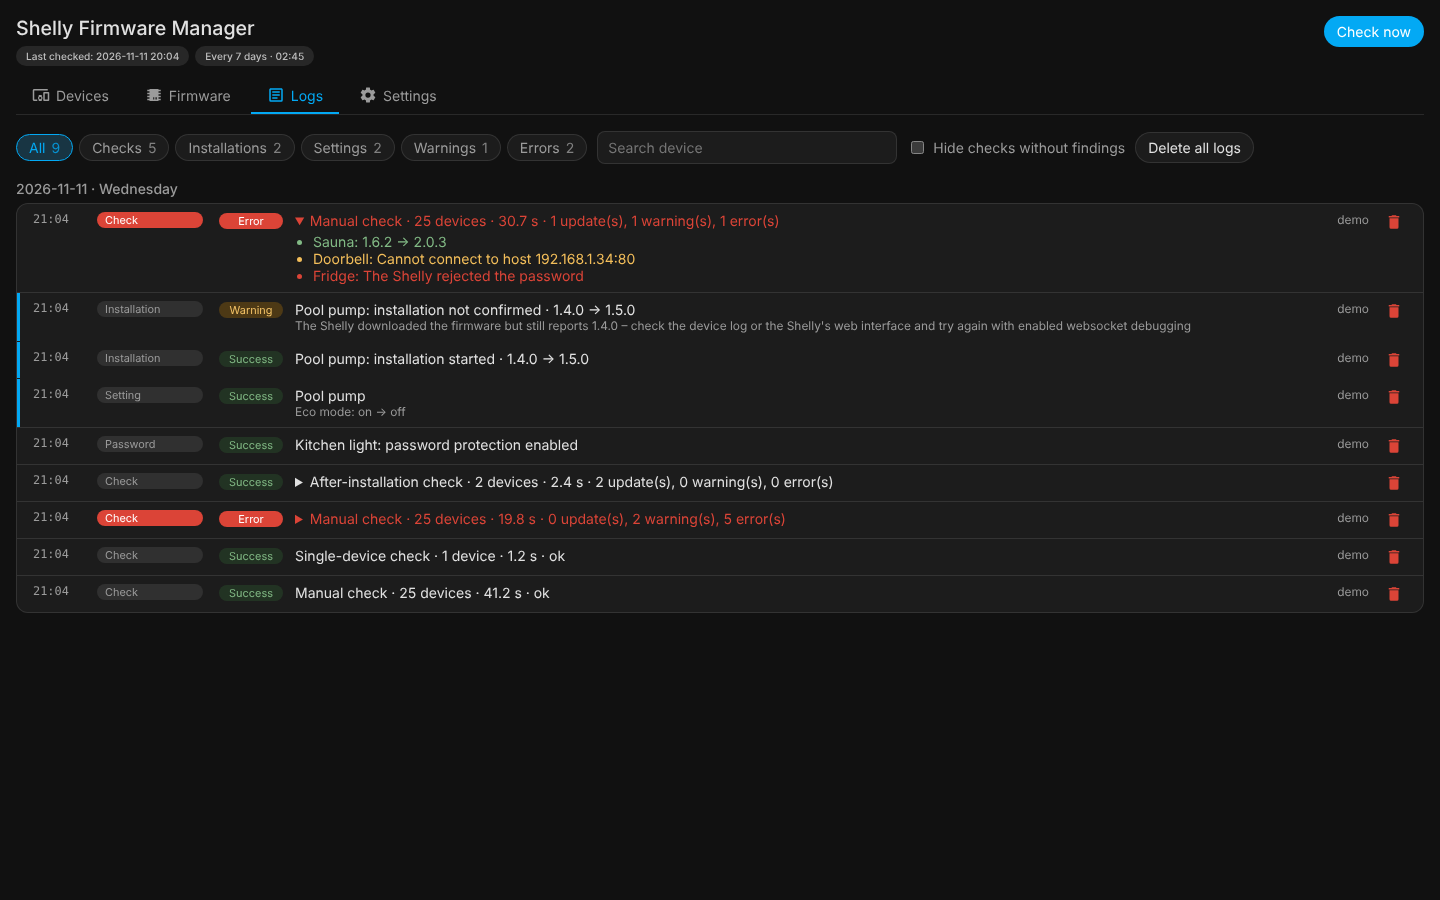 Shelly Firmware Manager
Check now
Last checked: 2026-11-11 20:04
Every 7 days · 02:45
Devices
Firmware
Logs
Settings
All 9
Checks 5
Installations 2
Settings 2
Warnings 1
Errors 2
Search device
Hide checks without findings
Delete all logs
2026-11-11 · Wednesday
21:04 Check Error ▼ Manual check · 25 devices · 30.7 s · 1 update(s), 1 warning(s), 1 error(s) demo
• Sauna: 1.6.2 → 2.0.3
• Doorbell: Cannot connect to host 192.168.1.34:80
• Fridge: The Shelly rejected the password
21:04 Installation Warning Pool pump: installation not confirmed · 1.4.0 → 1.5.0 demo
The Shelly downloaded the firmware but still reports 1.4.0 – check the device log or the Shelly's web interface and try again with enabled websocket debugging
21:04 Installation Success Pool pump: installation started · 1.4.0 → 1.5.0 demo
21:04 Setting Success Pool pump demo
Eco mode: on → off
21:04 Password Success Kitchen light: password protection enabled demo
21:04 Check Success ▶ After-installation check · 2 devices · 2.4 s · 2 update(s), 0 warning(s), 0 error(s)
21:04 Check Error ▶ Manual check · 25 devices · 19.8 s · 0 update(s), 2 warning(s), 5 error(s) demo
21:04 Check Success Single-device check · 1 device · 1.2 s · ok demo
21:04 Check Success Manual check · 25 devices · 41.2 s · ok demo